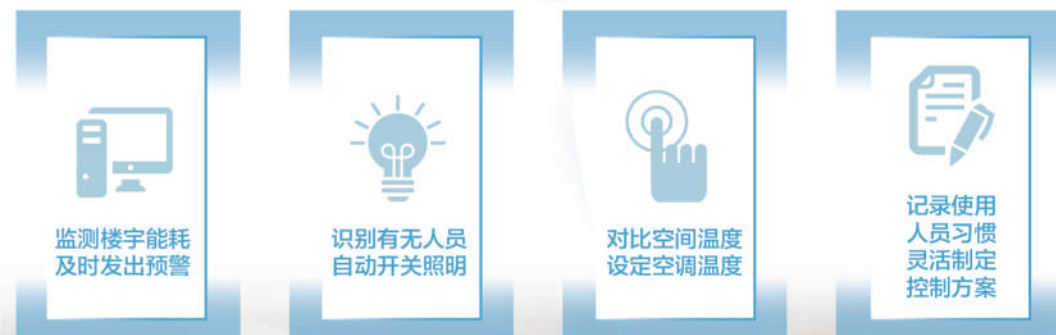 监测楼宇能耗
及时发出预警
识别有无人员
自动开关照明
对比空间温度
设定空调温度
记录使用
人员习惯
灵活制定
控制方案